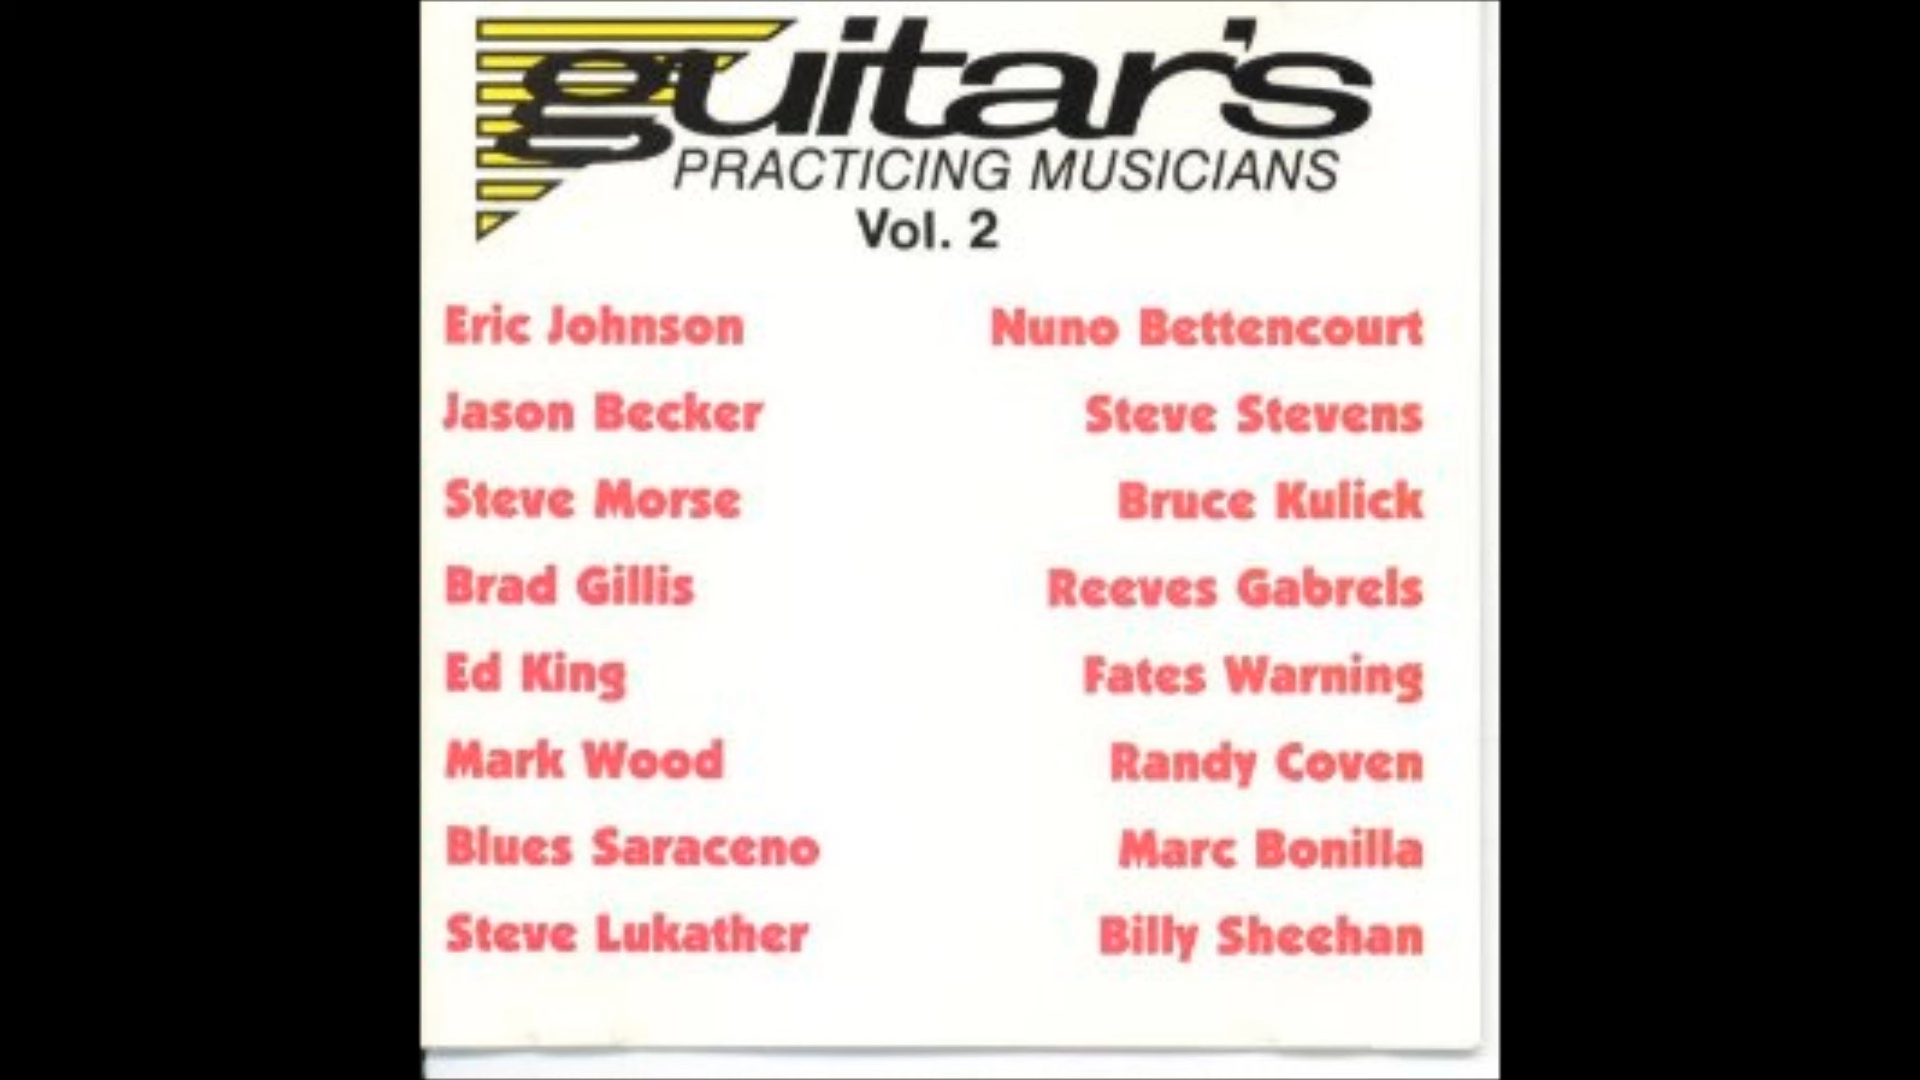 guitar's
PRACTICING MUSICIANS
Vol. 2
Eric Johnson
Nuno Bettencourt
Jason Becker
Steve Stevens
Steve Morse
Bruce Kulick
Brad Gillis
Reeves Gabrels
Ed King
Fates Warning
Mark Wood
Randy Coven
Blues Saraceno
Marc Bonilla
Steve Lukather
Billy Sheehan